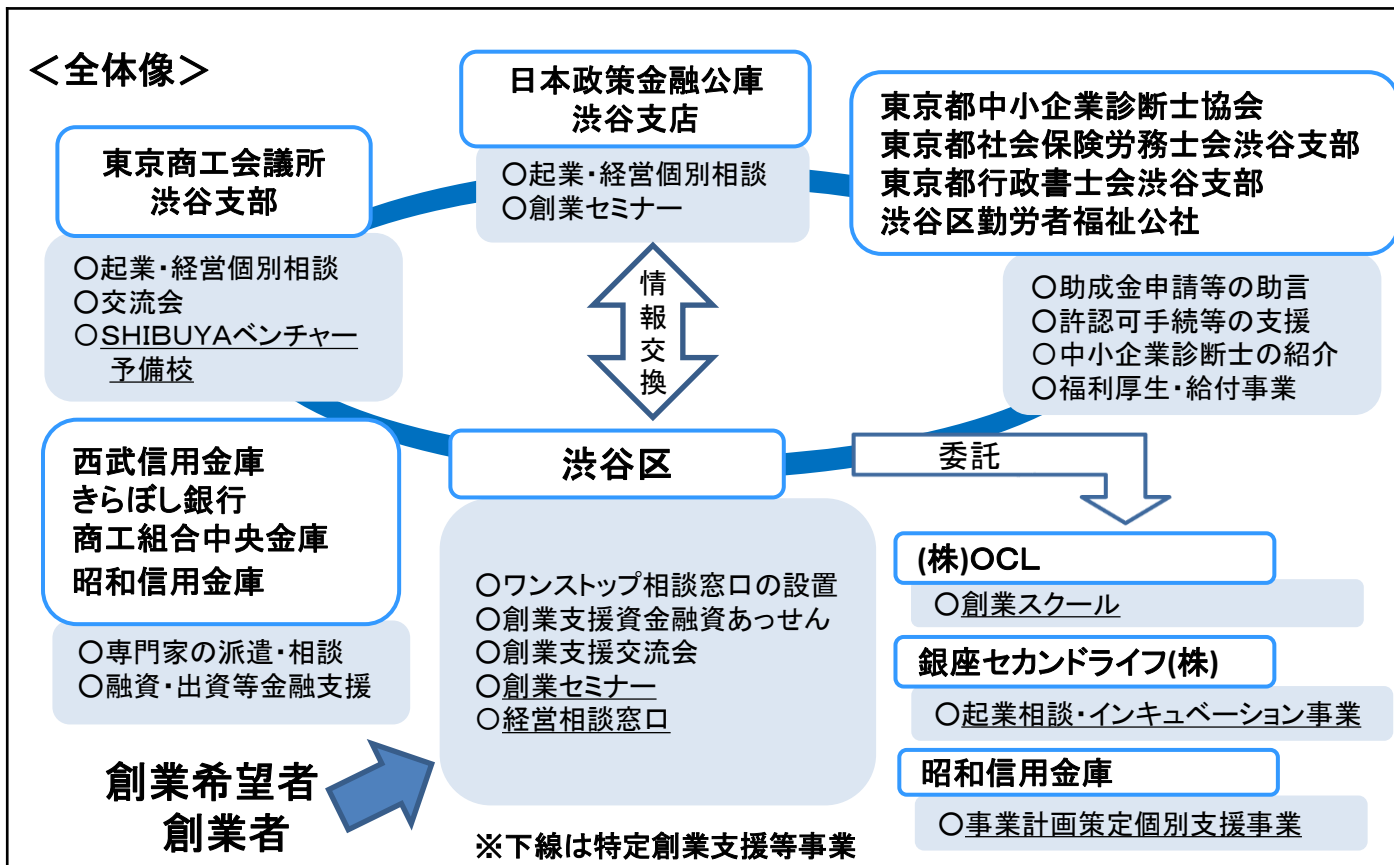 ＜全体像＞
日本政策金融公庫
渋谷支店
○起業・経営個別相談
○創業セミナー
東京都中小企業診断士協会
東京都社会保険労務士会渋谷支部
東京都行政書士会渋谷支部
渋谷区勤労者福祉公社
○助成金申請等の助言
○許認可手続等の支援
○中小企業診断士の紹介
○福利厚生・給付事業
東京商工会議所
渋谷支部
○起業・経営個別相談
○交流会
○SHIBUYAベンチャー
予備校
情報交換
西武信用金庫
きらぼし銀行
商工組合中央金庫
昭和信用金庫
○専門家の派遣・相談
○融資・出資等金融支援
渋谷区
○ワンストップ相談窓口の設置
○創業支援資金融資あっせん
○創業支援交流会
○創業セミナー
○経営相談窓口
委託
(株)OCL
○創業スクール
銀座セカンドライフ(株)
○起業相談・インキュベーション事業
昭和信用金庫
○事業計画策定個別支援事業
創業希望者
創業者
※下線は特定創業支援等事業